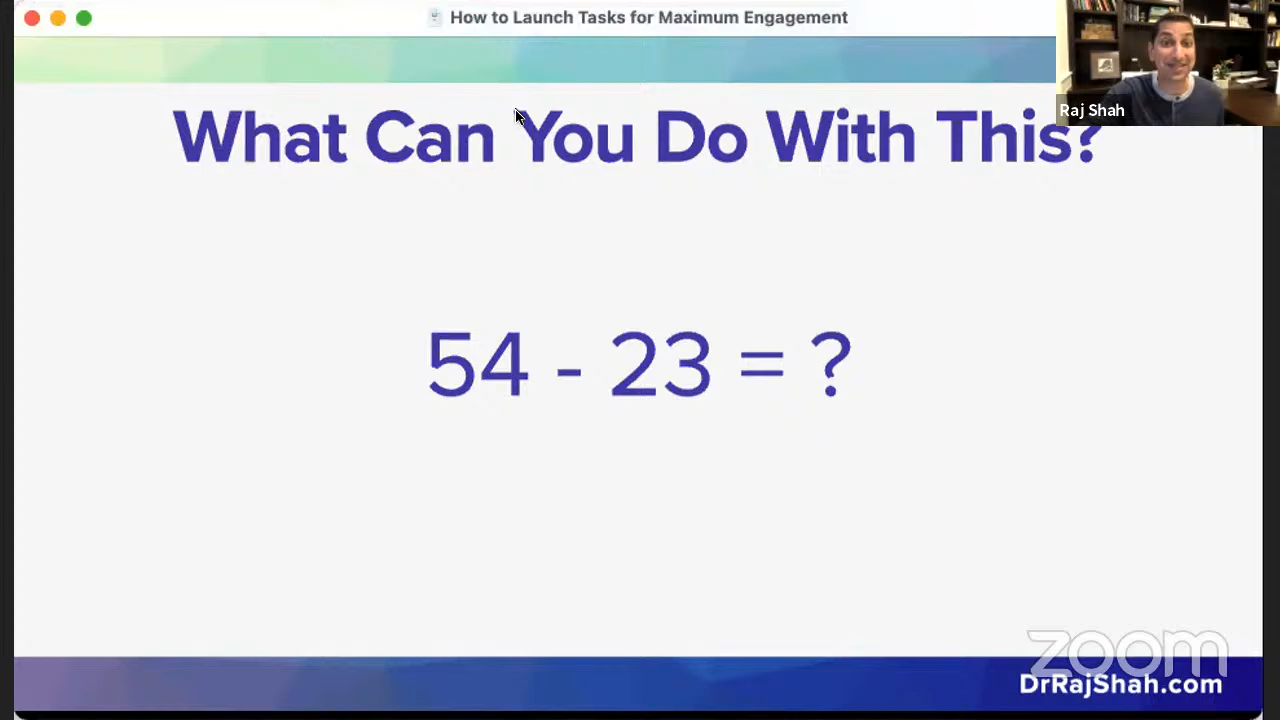 How to Launch Tasks for Maximum Engagement
Raj Shah
What Can You Do With This?
54 - 23 = ?
zoom
DrRajShah.com